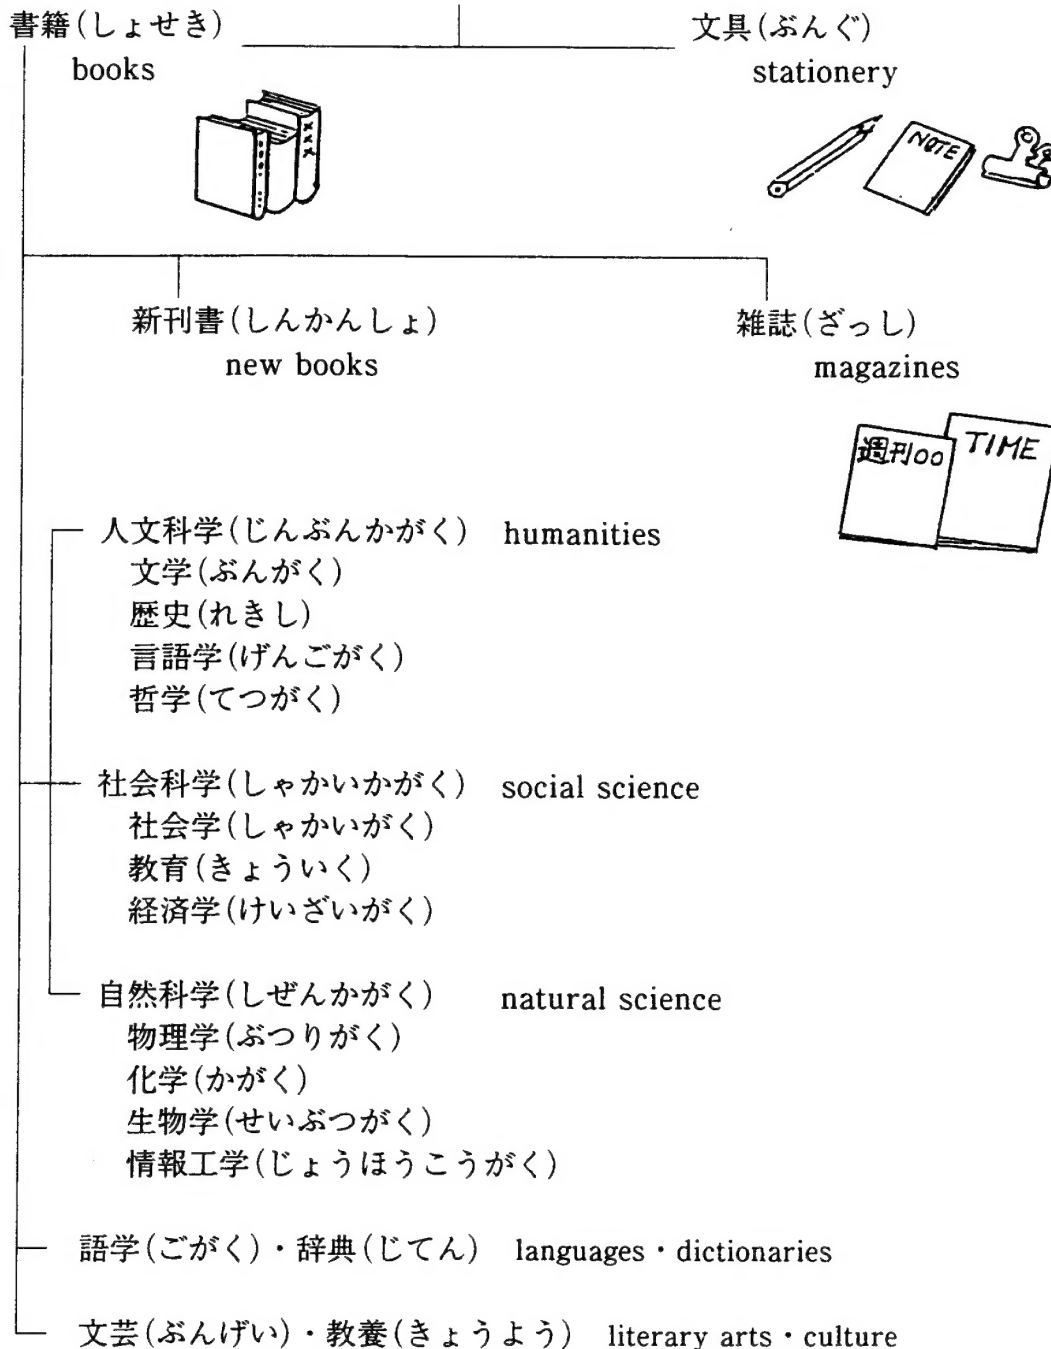 書籍(しょせき) 文具(ぶんぐ)
books stationery
NOTE
新刊書(しんかんしょ) 雑誌(ざっし)
new books magazines
週刊○○ TIME
人文科学(じんぶんかがく) humanities
文学(ぶんがく)
歴史(れきし)
言語学(げんごがく)
哲学(てつがく)
社会科学(しゃかいかがく) social science
社会学(しゃかいがく)
教育(きょういく)
経済学(けいざいがく)
自然科学(しぜんかがく) natural science
物理学(ぶつりがく)
化学(かがく)
生物学(せいぶつがく)
情報工学(じょうほうこうがく)
語学(ごがく)・辞典(じてん) languages・dictionaries
文芸(ぶんげい)・教養(きょうよう) literary arts・culture